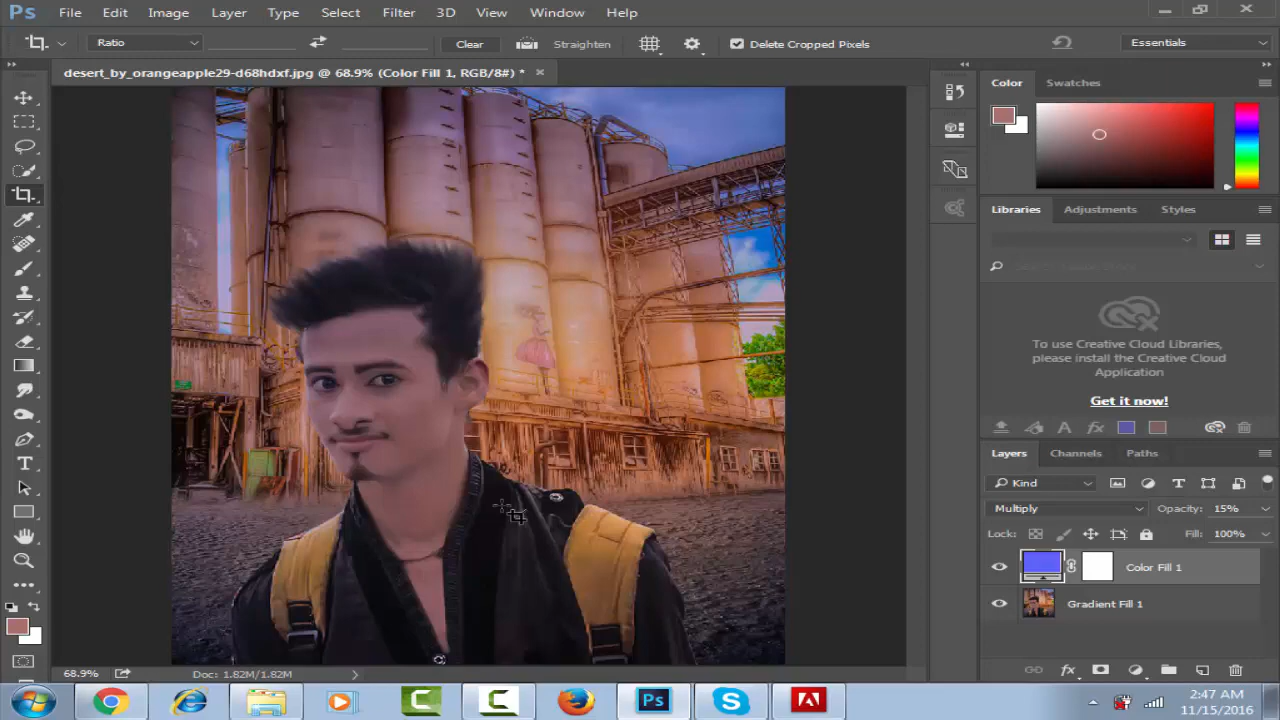 Ps File Edit Image Layer Type Select Filter 3D View Window Help
Ratio Clear Straighten Delete Cropped Pixels Essentials
desert_by_orangeapple29-d68hdxf.jpg @ 68.9% (Color Fill 1, RGB/8#) *
Color Swatches
Libraries Adjustments Styles
To use Creative Cloud Libraries,
please install the Creative Cloud
Application
Get it now!
Layers Channels Paths
Kind
Multiply Opacity: 15%
Lock: Fill: 100%
Color Fill 1
Gradient Fill 1
68.9% Doc: 1.82M/1.82M
Ps
2:47 AM
11/15/2016